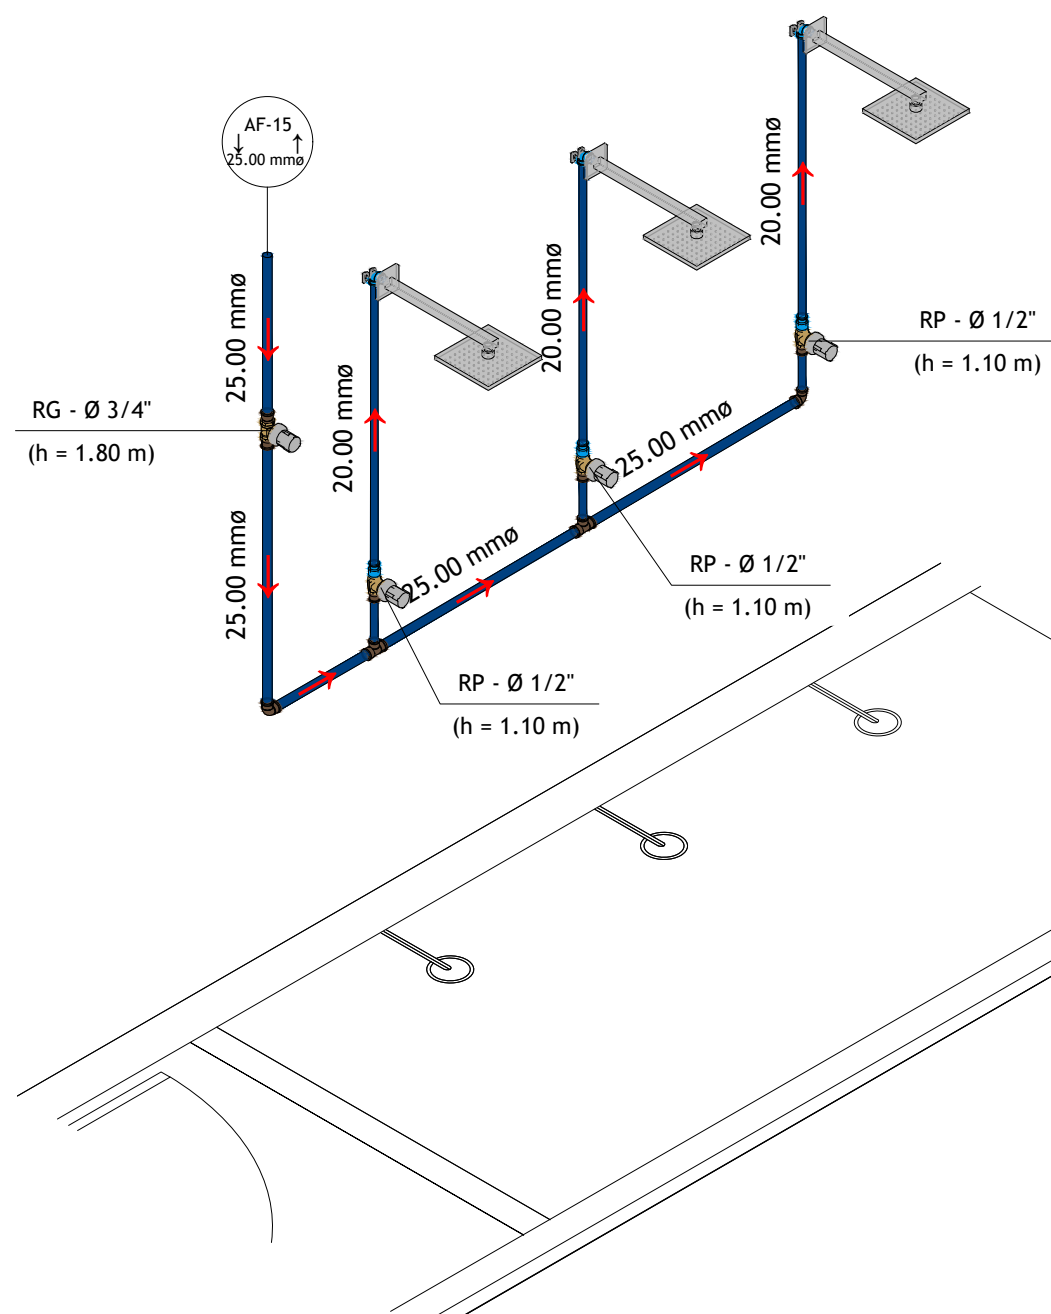 AF-15
25.00 mmø
20.00 mmø
20.00 mmø
20.00 mmø
25.00 mmø
RP - Ø 1/2"
(h = 1.10 m)
RG - Ø 3/4"
(h = 1.80 m)
25.00 mmø
25.00 mmø
25.00 mmø
RP - Ø 1/2"
(h = 1.10 m)
RP - Ø 1/2"
(h = 1.10 m)